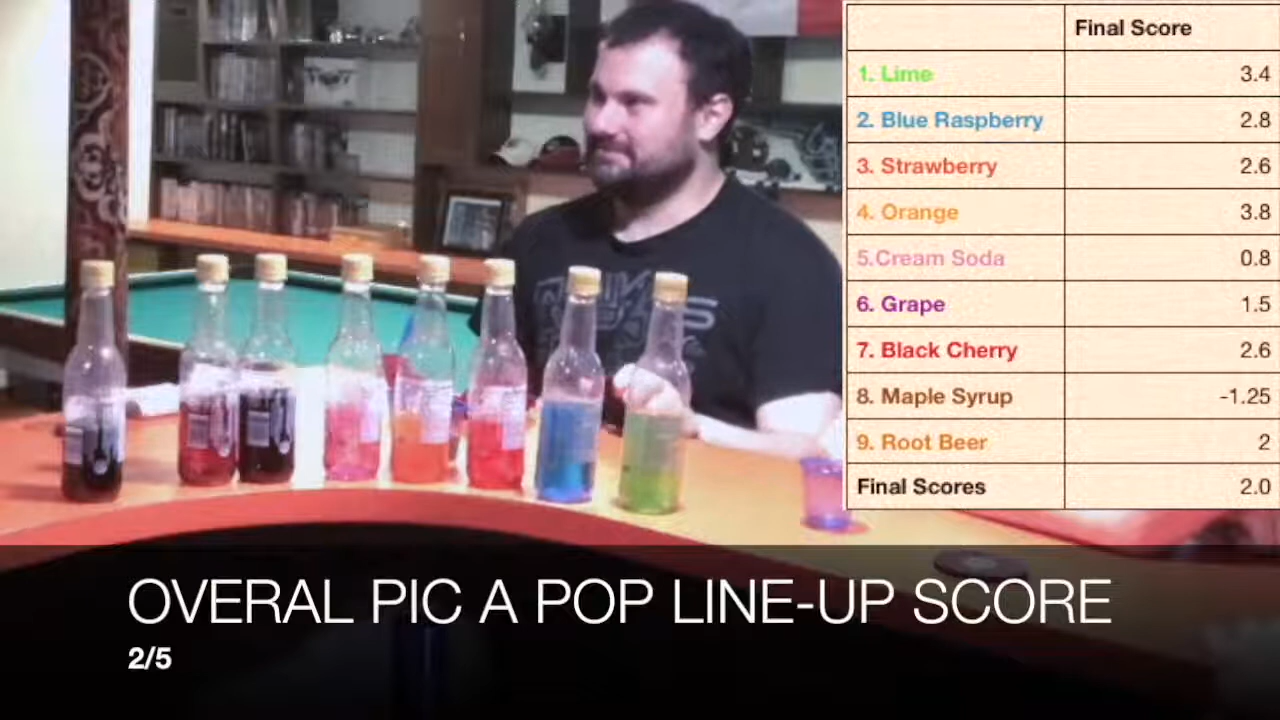 Final Score
1. Lime 3.4
2. Blue Raspberry 2.8
3. Strawberry 2.6
4. Orange 3.8
5.Cream Soda 0.8
6. Grape 1.5
7. Black Cherry 2.6
8. Maple Syrup -1.25
9. Root Beer 2
Final Scores 2.0
OVERAL PIC A POP LINE-UP SCORE
2/5